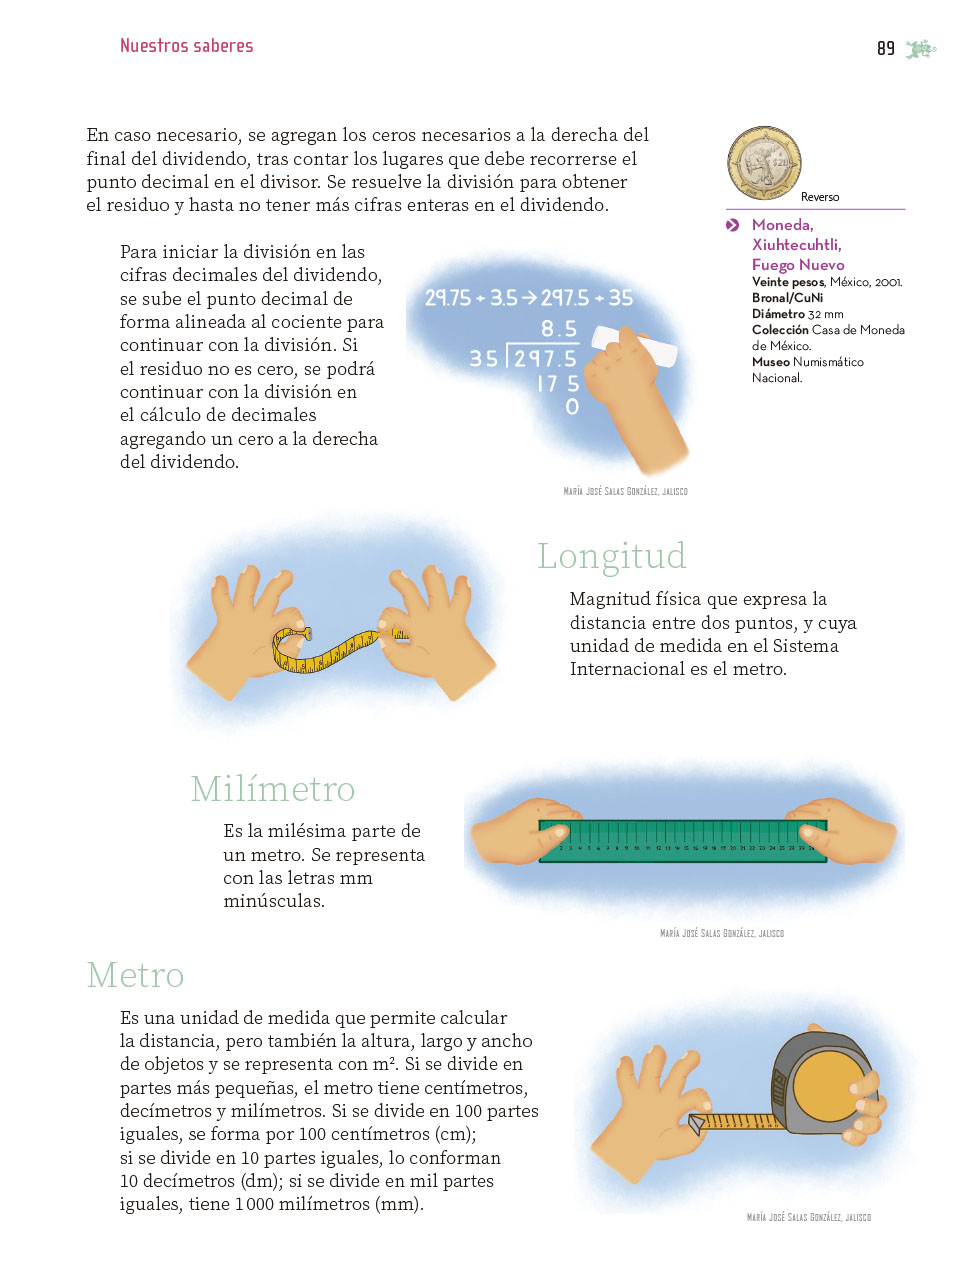 Nuestros saberes
89
En caso necesario, se agregan los ceros necesarios a la derecha del
final del dividendo, tras contar los lugares que debe recorrerse el
punto decimal en el divisor. Se resuelve la división para obtener
el residuo y hasta no tener más cifras enteras en el dividendo.
Para iniciar la división en las
cifras decimales del dividendo,
se sube el punto decimal de
forma alineada al cociente para
continuar con la división. Si
el residuo no es cero, se podrá
continuar con la división en
el cálculo de decimales
agregando un cero a la derecha
del dividendo.
29.75 ÷ 3.5 → 297.5 ÷ 35
8.5
35 297.5
17 5
0
María José Salas González, Jalisco
$20
Reverso
Moneda,
Xiuhtecuhtli,
Fuego Nuevo
Veinte pesos, México, 2001.
Bronal/CuNi
Diámetro 32 mm
Colección Casa de Moneda
de México.
Museo Numismático
Nacional.
Longitud
Magnitud física que expresa la
distancia entre dos puntos, y cuya
unidad de medida en el Sistema
Internacional es el metro.
Milímetro
Es la milésima parte de
un metro. Se representa
con las letras mm
minúsculas.
María José Salas González, Jalisco
Metro
Es una unidad de medida que permite calcular
la distancia, pero también la altura, largo y ancho
de objetos y se representa con m². Si se divide en
partes más pequeñas, el metro tiene centímetros,
decímetros y milímetros. Si se divide en 100 partes
iguales, se forma por 100 centímetros (cm);
si se divide en 10 partes iguales, lo conforman
10 decímetros (dm); si se divide en mil partes
iguales, tiene 1 000 milímetros (mm).
María José Salas González, Jalisco